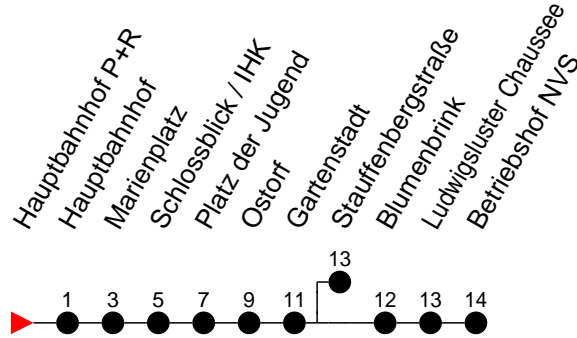 Hauptbahnhof P+R
Hauptbahnhof
Marienplatz
Schlossblick / IHK
Platz der Jugend
Ostorf
Gartenstadt
Stauffenbergstraße
Blumenbrink
Ludwigsluster Chaussee
Betriebshof NVS
13
1 3 5 7 9 11 12 13 14